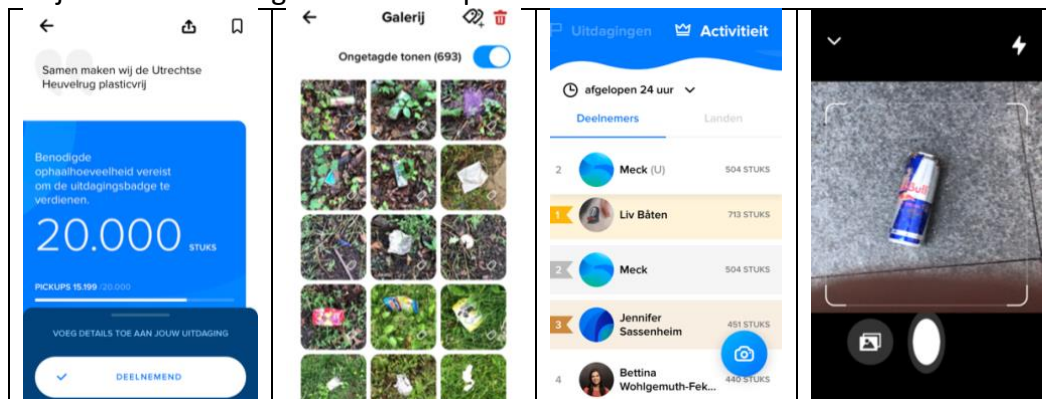 Samen maken wij de Utrechtse
Heuvelrug plasticvrij
Benodigde
ophaalhoeveelheid vereist
om de uitdagingsbadge te
verdienen.
20.000 STUKS
PICKUPS 15.199 /20.000
VOEG DETAILS TOE AAN JOUW UITDAGING
DEELNEMEND
Galerij
Ongetagde tonen (693)
Uitdagingen Activitieit
afgelopen 24 uur
Deelnemers Landen
2 Meck (U) 504 STUKS
1 Liv Båten 713 STUKS
2 Meck 504 STUKS
3 Jennifer
Sassenheim 451 STUKS
4 Bettina
Wohlgemuth-Fek... 440 STUKS
RedBull